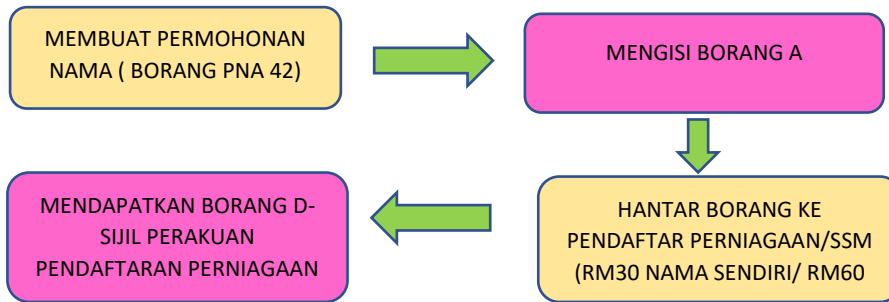 MEMBUAT PERMOHONAN
NAMA ( BORANG PNA 42)
MENGISI BORANG A
HANTAR BORANG KE
PENDAFTAR PERNIAGAAN/SSM
(RM30 NAMA SENDIRI/ RM60
MENDAPATKAN BORANG D-
SIJIL PERAKUAN
PENDAFTARAN PERNIAGAAN